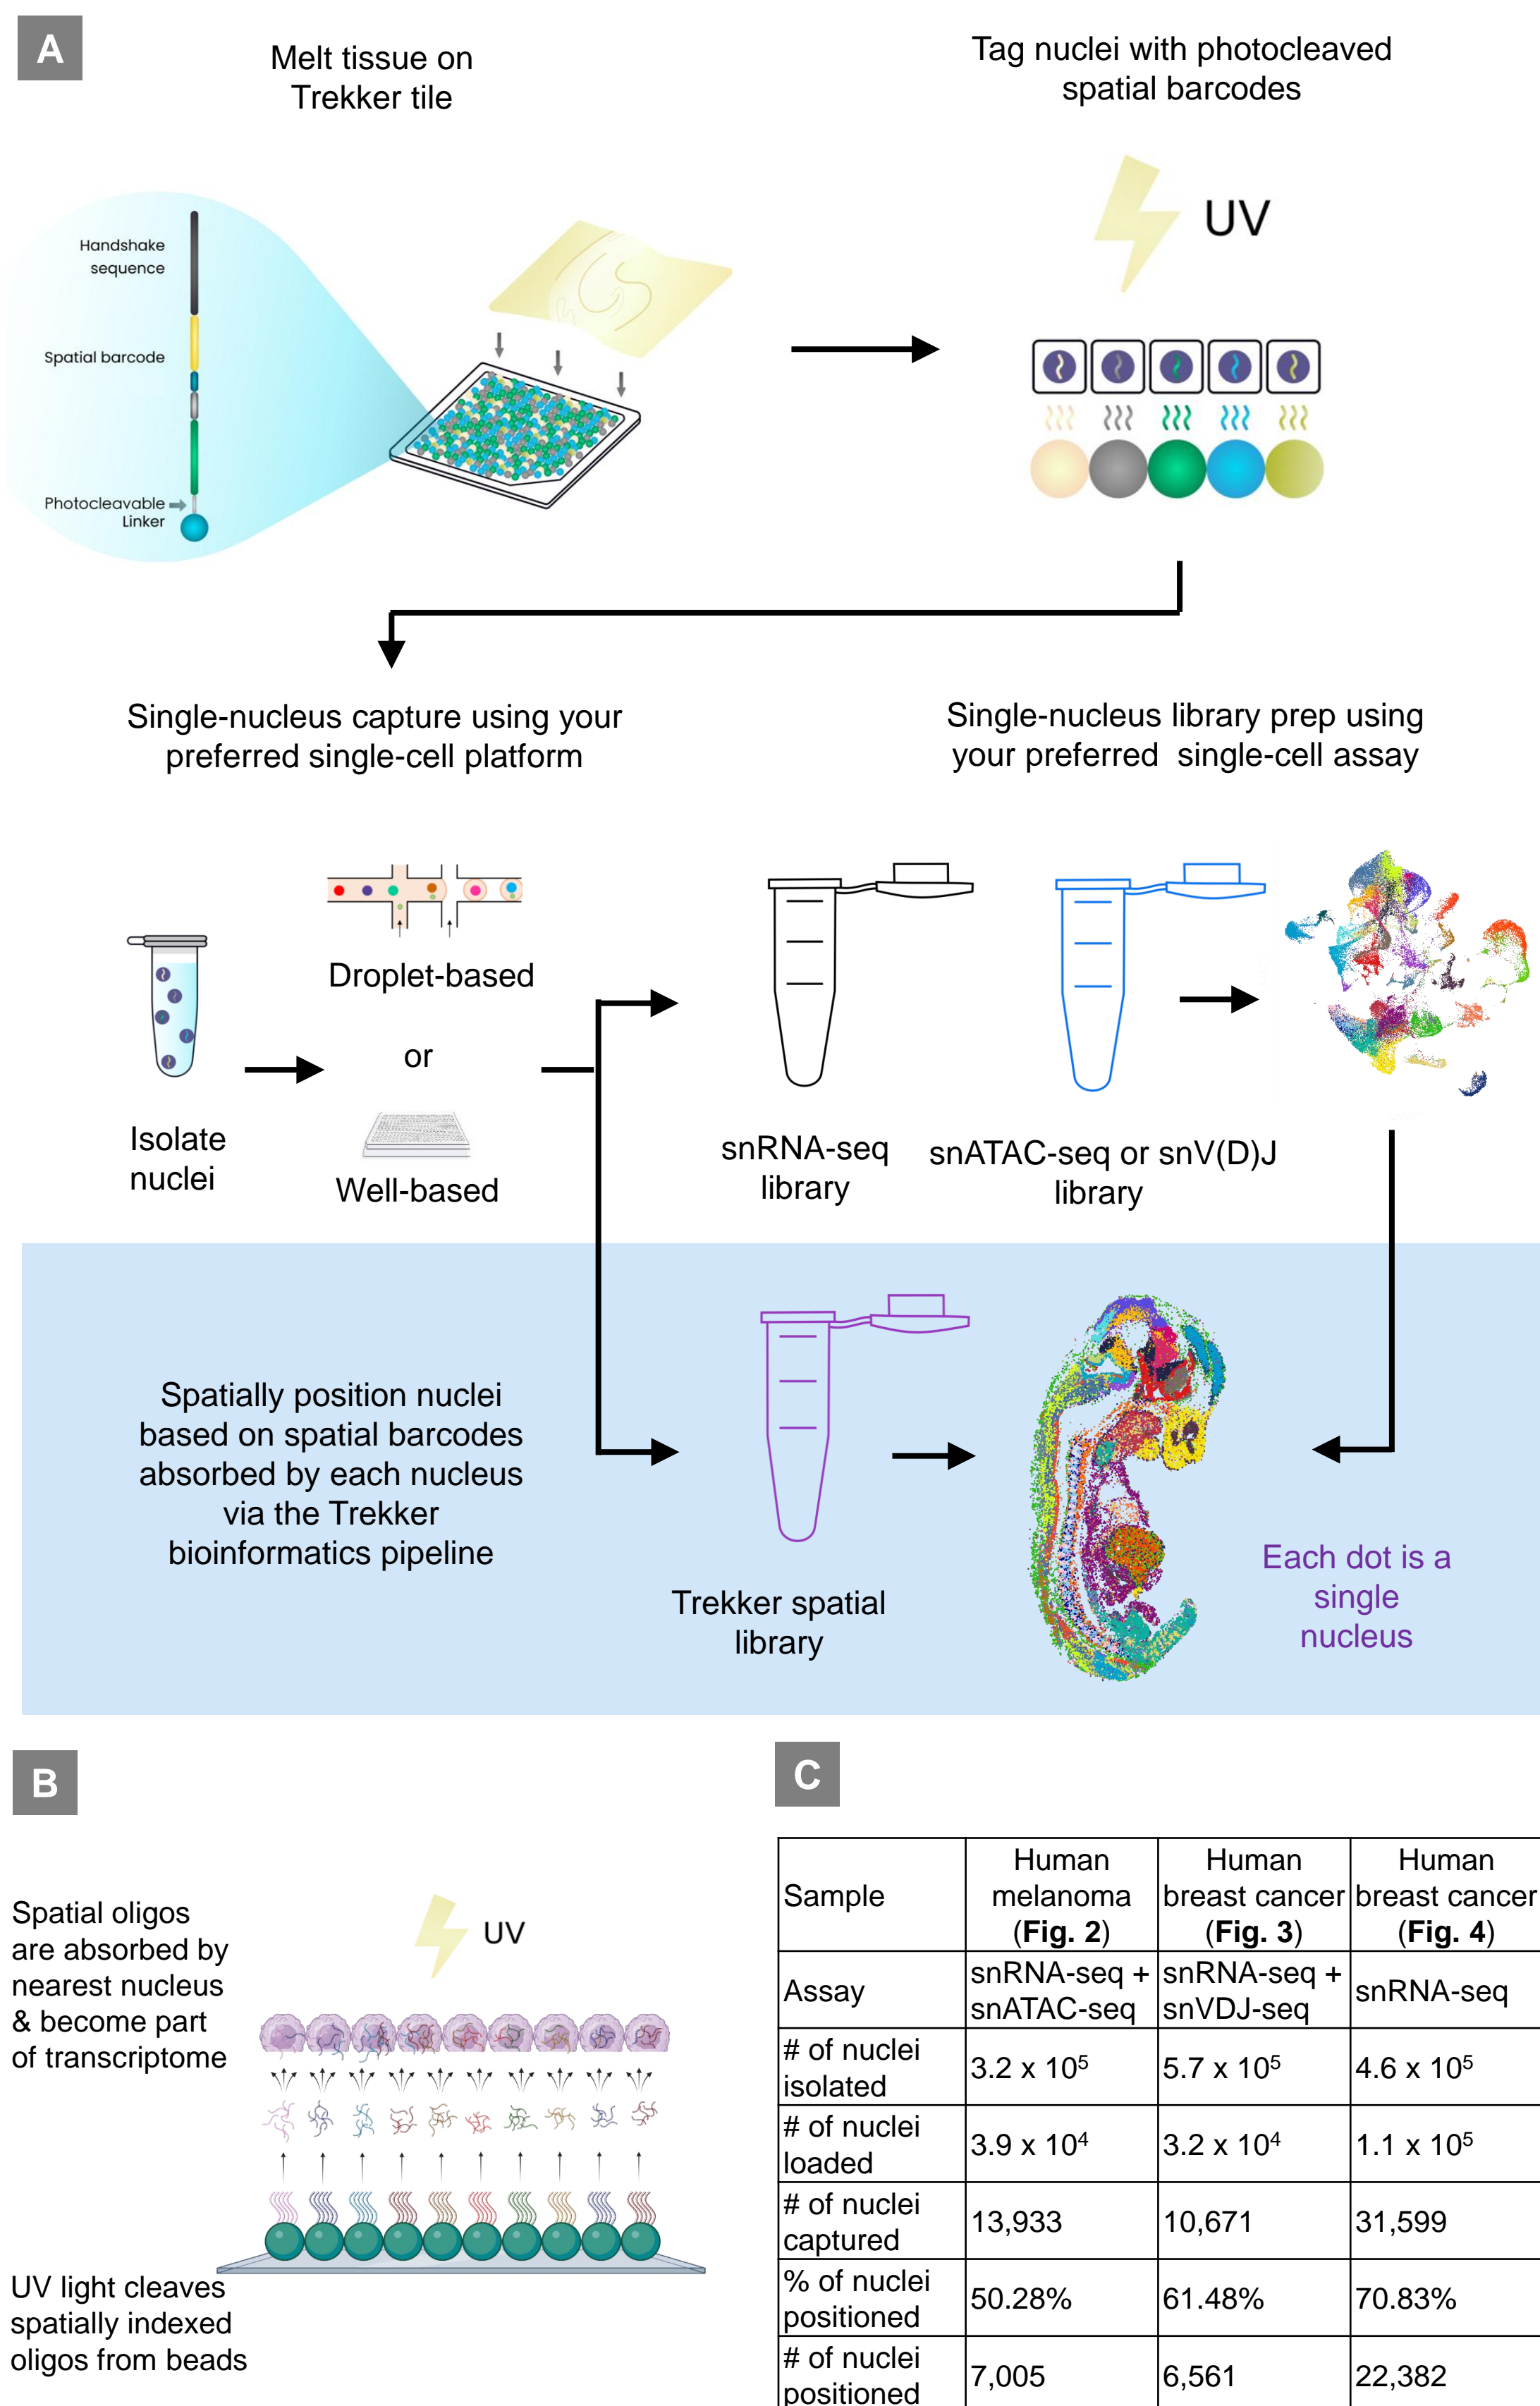 A
Melt tissue on
Trekker tile
Tag nuclei with photocleaved
spatial barcodes
UV
Handshake
sequence
Spatial barcode
Photocleavable
Linker
Single-nucleus capture using your
preferred single-cell platform
Single-nucleus library prep using
your preferred single-cell assay
Droplet-based
or
Well-based
Isolate
nuclei
snRNA-seq
library
snATAC-seq or snV(D)J
library
Spatially position nuclei
based on spatial barcodes
absorbed by each nucleus
via the Trekker
bioinformatics pipeline
Trekker spatial
library
Each dot is a
single
nucleus
B
Spatial oligos
are absorbed by
nearest nucleus
& become part
of transcriptome
UV
UV light cleaves
spatially indexed
oligos from beads
C
Sample
Human
melanoma
(Fig. 2)
Human
breast cancer
(Fig. 3)
Human
breast cancer
(Fig. 4)
Assay
snRNA-seq +
snATAC-seq
snRNA-seq +
snVDJ-seq
snRNA-seq
# of nuclei
isolated
3.2 x 10⁵
5.7 x 10⁵
4.6 x 10⁵
# of nuclei
loaded
3.9 x 10⁴
3.2 x 10⁴
1.1 x 10⁵
# of nuclei
captured
13,933
10,671
31,599
% of nuclei
positioned
50.28%
61.48%
70.83%
# of nuclei
positioned
7,005
6,561
22,382